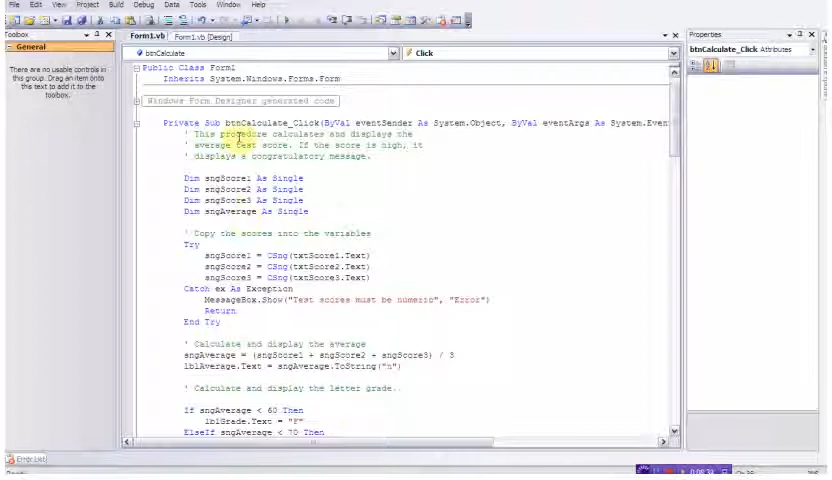 File Edit View Project Build Debug Data Tools Window Help
Toolbox
General
There are no usable controls in
this group. Drag an item onto
this text to add it to the
toolbox.
Form1.vb Form1.vb [Design]
btnCalculate Click
Public Class Form1
Inherits System.Windows.Forms.Form
Windows Form Designer generated code
Private Sub btnCalculate_Click(ByVal eventSender As System.Object, ByVal eventArgs As System.Even
' This procedure calculates and displays the
' average test score. If the score is high, it
' displays a congratulatory message.
Dim sngScore1 As Single
Dim sngScore2 As Single
Dim sngScore3 As Single
Dim sngAverage As Single
' Copy the scores into the variables
Try
sngScore1 = CSng(txtScore1.Text)
sngScore2 = CSng(txtScore2.Text)
sngScore3 = CSng(txtScore3.Text)
Catch ex As Exception
MessageBox.Show("Test scores must be numeric", "Error")
Return
End Try
' Calculate and display the average
sngAverage = (sngScore1 + sngScore2 + sngScore3) / 3
lblAverage.Text = sngAverage.ToString("n")
' Calculate and display the letter grade..
If sngAverage < 60 Then
lblGrade.Text = "F"
ElseIf sngAverage < 70 Then
Properties
btnCalculate_Click Attributes
Error List